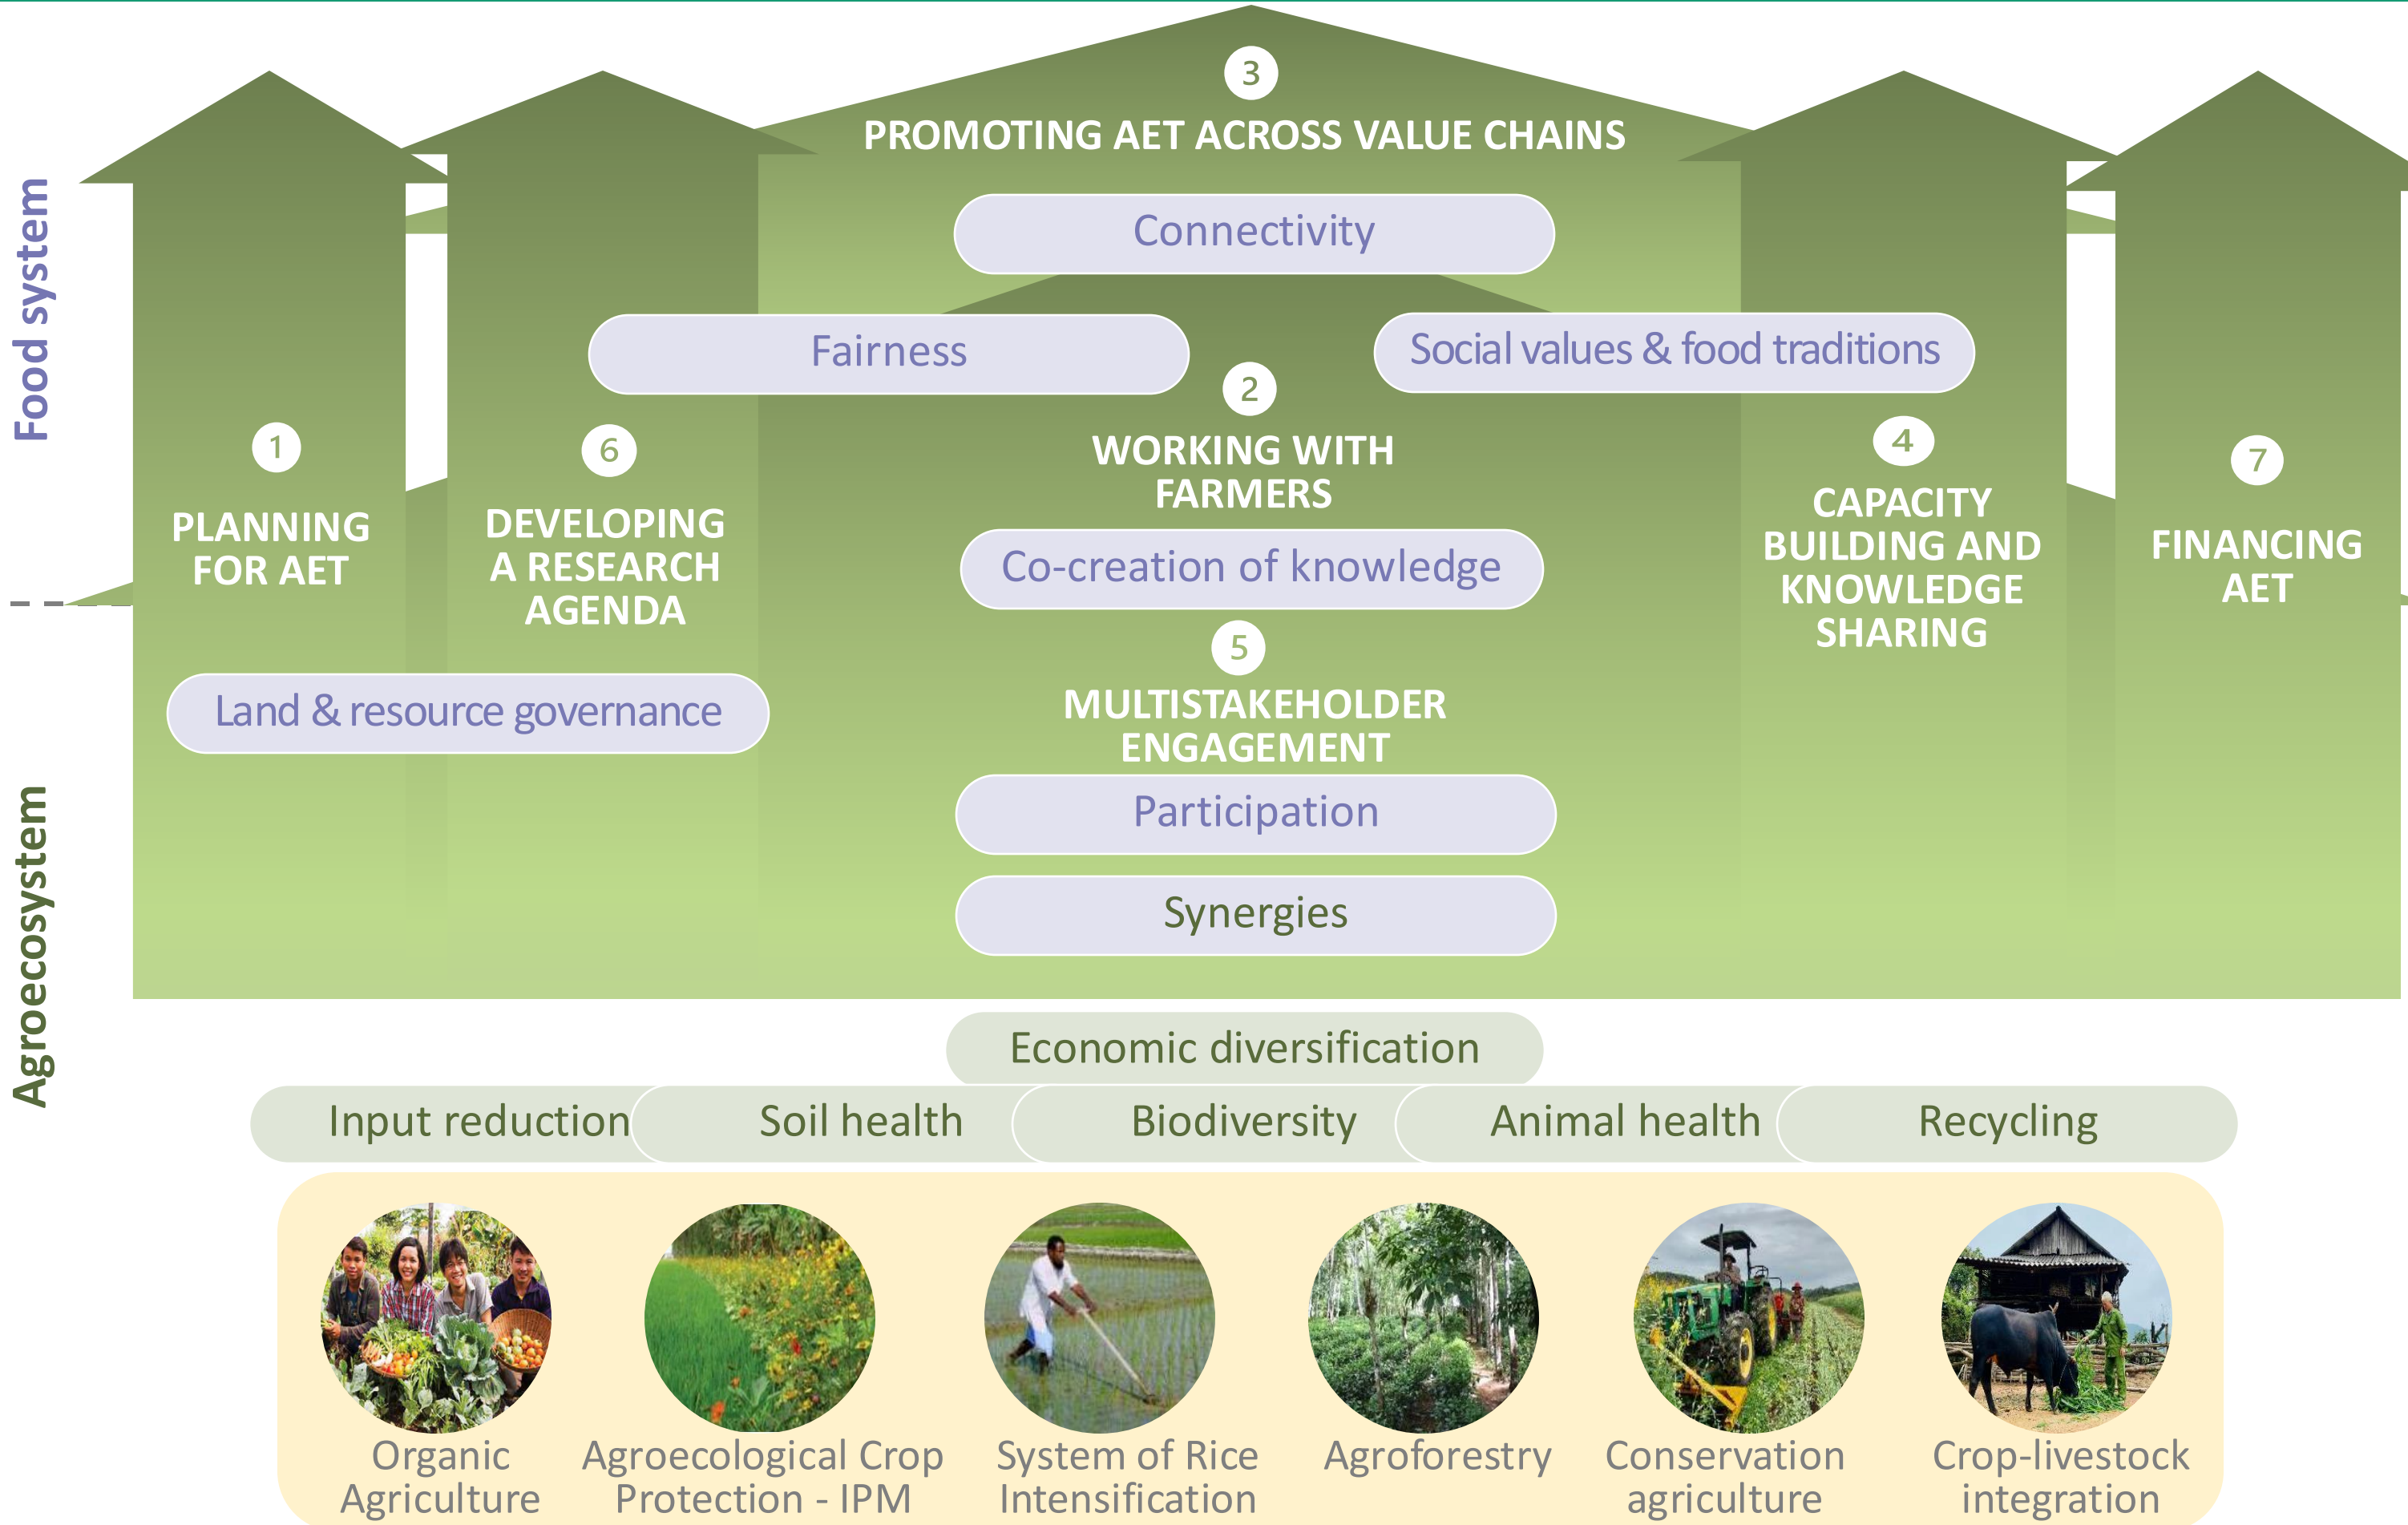 3
PROMOTING AET ACROSS VALUE CHAINS
Connectivity
Fairness
Social values & food traditions
Food system
1
PLANNING
FOR AET
6
DEVELOPING
A RESEARCH
AGENDA
2
WORKING WITH
FARMERS
Co-creation of knowledge
4
CAPACITY
BUILDING AND
KNOWLEDGE
SHARING
7
FINANCING
AET
Land & resource governance
5
MULTISTAKEHOLDER
ENGAGEMENT
Participation
Synergies
Agroecosystem
Economic diversification
Input reduction
Soil health
Biodiversity
Animal health
Recycling
Organic
Agriculture
Agroecological Crop
Protection - IPM
System of Rice
Intensification
Agroforestry
Conservation
agriculture
Crop-livestock
integration